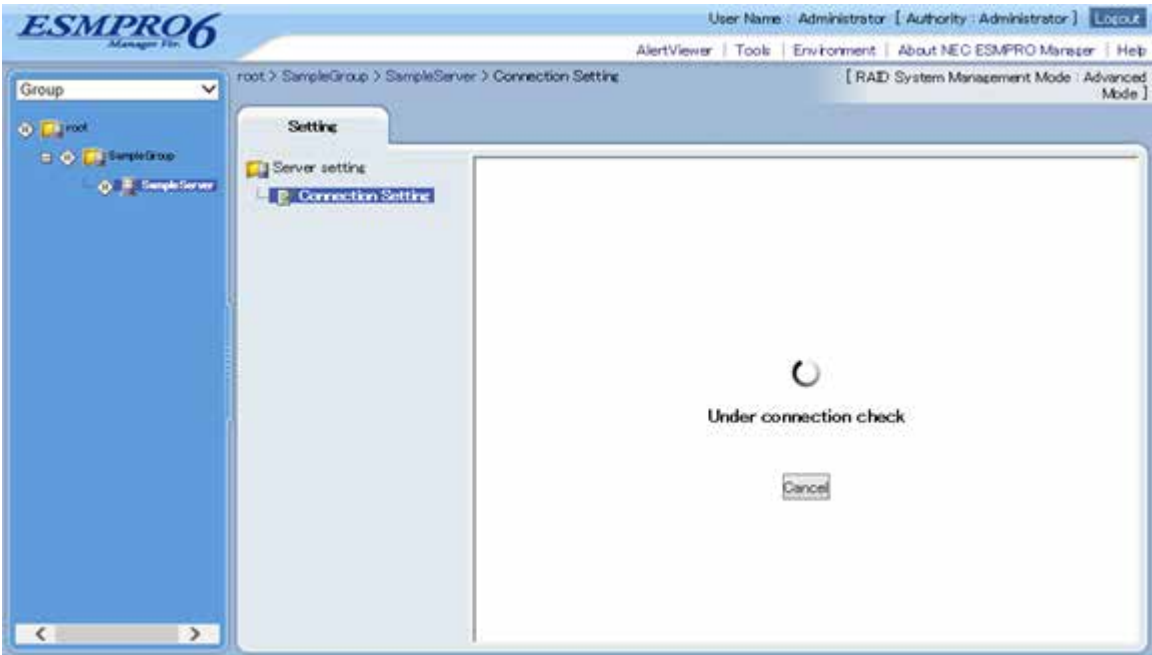 ESMPRO6
Manager Ver.
User Name : Administrator [ Authority : Administrator ] Logout
AlertViewer | Tools | Environment | About NEC ESMPRO Manager | Help
Group
root > SampleGroup > SampleServer > Connection Setting
[ RAID System Management Mode : Advanced
Mode ]
root
SampleGroup
SampleServer
Setting
Server setting
Connection Setting
Under connection check
Cancel